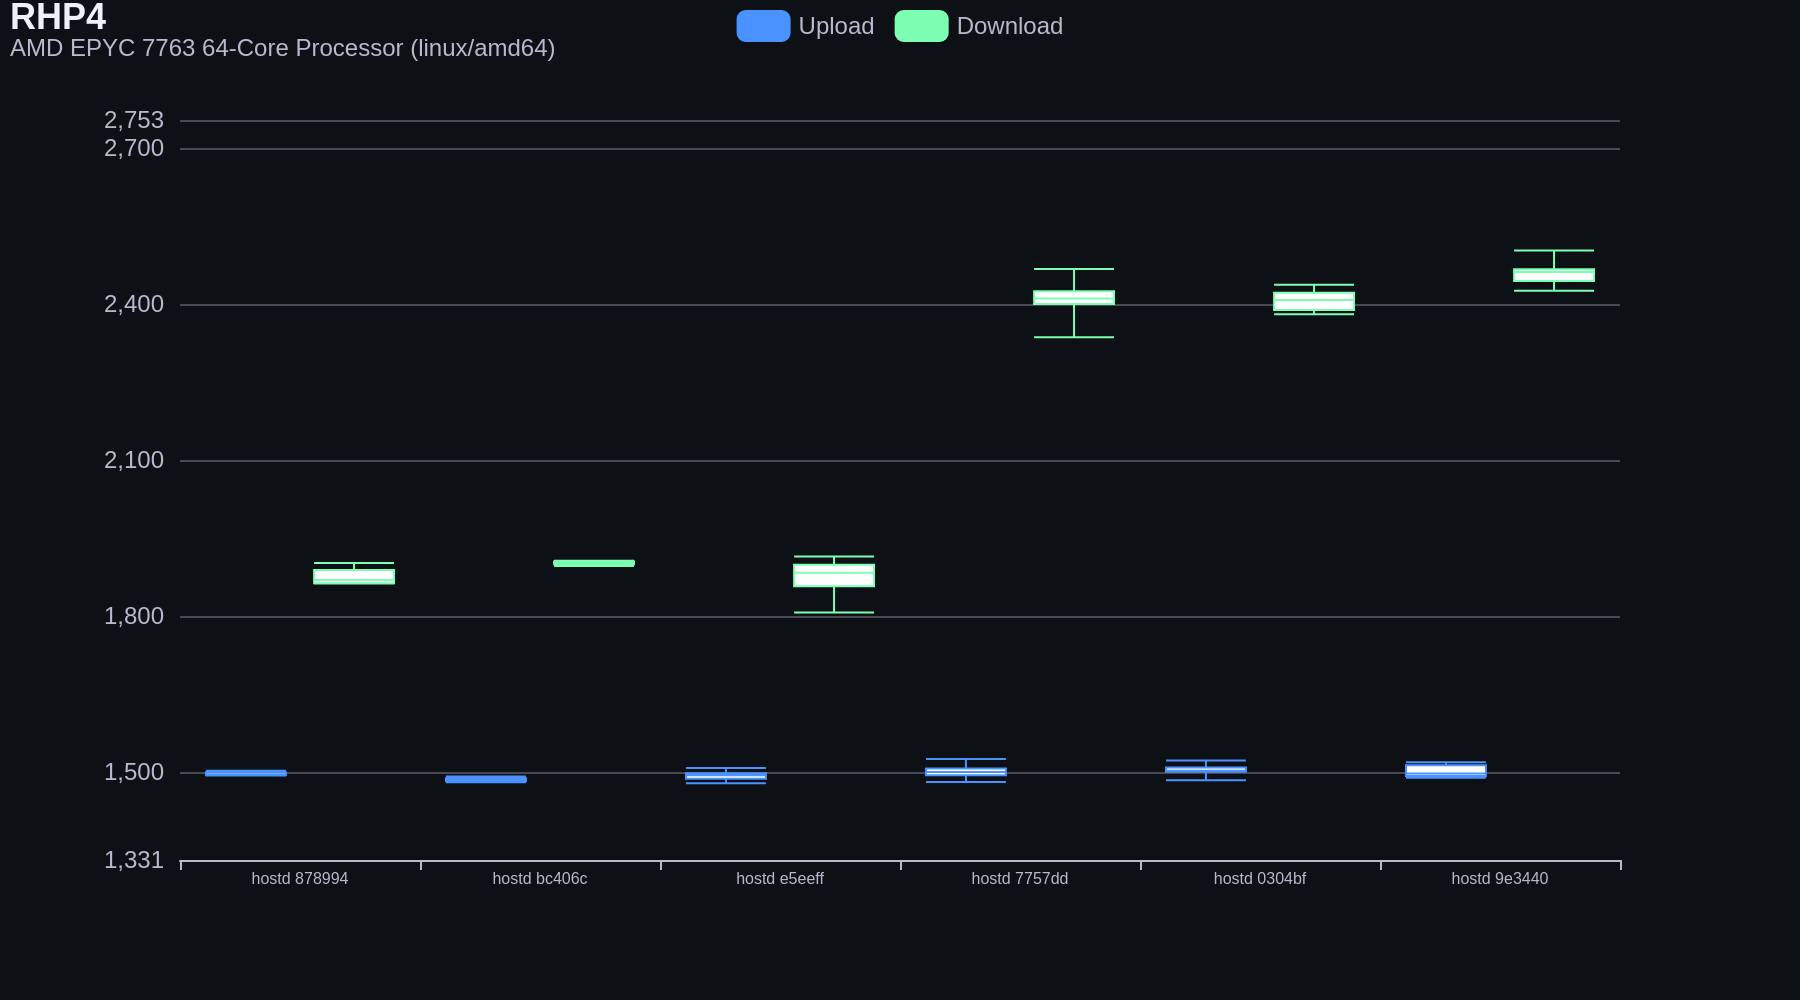 RHP4
AMD EPYC 7763 64-Core Processor (linux/amd64)
Upload
Download
2,753
2,700
2,400
2,100
1,800
1,500
1,331
hostd 878994
hostd bc406c
hostd e5eeff
hostd 7757dd
hostd 0304bf
hostd 9e3440